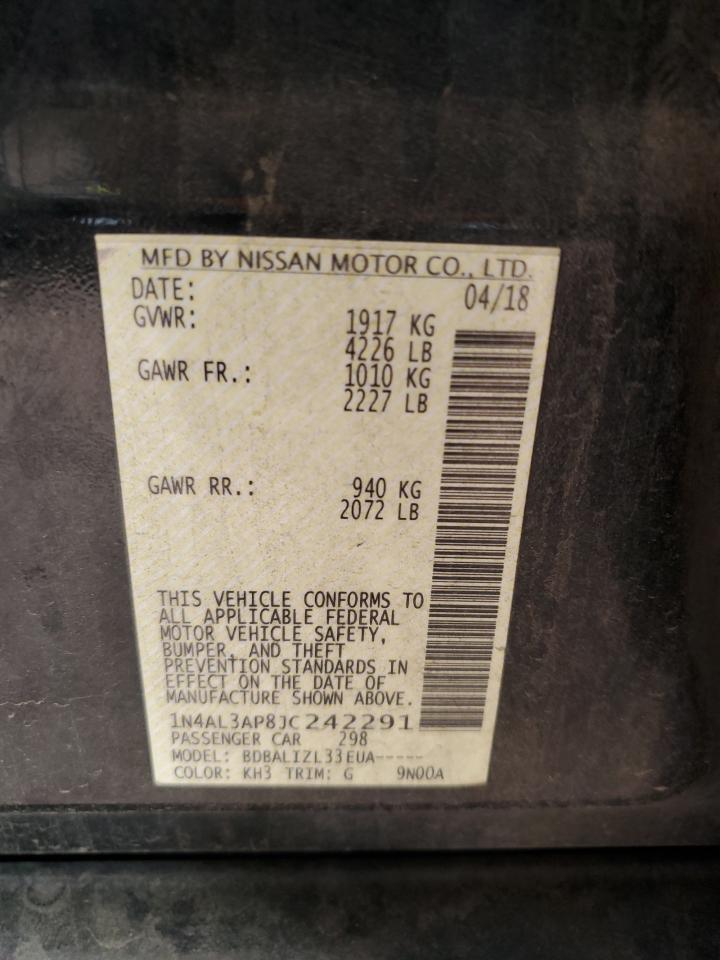 MFD BY NISSAN MOTOR CO., LTD.
DATE: 04/18
GVWR: 1917 KG
4226 LB
GAWR FR.: 1010 KG
2227 LB
GAWR RR.: 940 KG
2072 LB
THIS VEHICLE CONFORMS TO
ALL APPLICABLE FEDERAL
MOTOR VEHICLE SAFETY,
BUMPER, AND THEFT
PREVENTION STANDARDS IN
EFFECT ON THE DATE OF
MANUFACTURE SHOWN ABOVE.
1N4AL3AP8JC242291
PASSENGER CAR 298
MODEL: BDBALIZL33EUA-----
COLOR: KH3 TRIM: G 9N00A